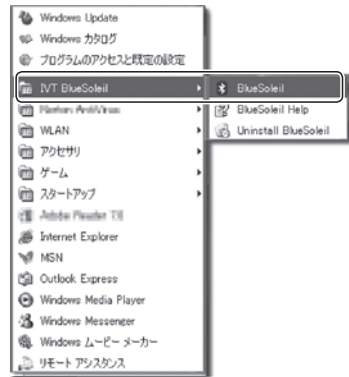 Windows Update
Windows カタログ
プログラムのアクセスと既定の設定
IVT BlueSoleil
BlueSoleil
BlueSoleil Help
WLAN
Uninstall BlueSoleil
アクセサリ
ゲーム
スタートアップ
Internet Explorer
MSN
Outlook Express
Windows Media Player
Windows Messenger
Windows ムービー メーカー
リモート アシスタンス